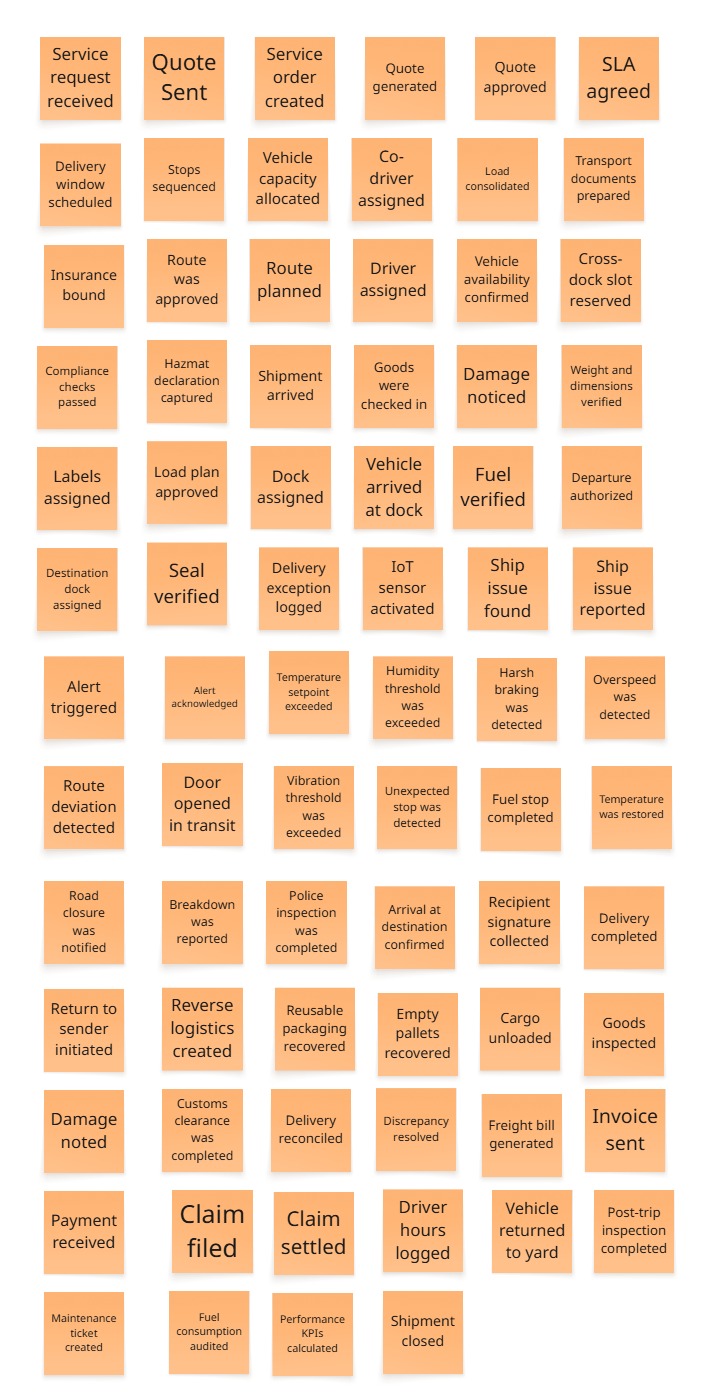 Service
request
received
Quote
Sent
Service
order
created
Quote
generated
Quote
approved
SLA
agreed
Delivery
window
scheduled
Stops
sequenced
Vehicle
capacity
allocated
Co-
driver
assigned
Load
consolidated
Transport
documents
prepared
Insurance
bound
Route
was
approved
Route
planned
Driver
assigned
Vehicle
availability
confirmed
Cross-
dock slot
reserved
Compliance
checks
passed
Hazmat
declaration
captured
Shipment
arrived
Goods
were
checked in
Damage
noticed
Weight and
dimensions
verified
Labels
assigned
Load plan
approved
Dock
assigned
Vehicle
arrived
at dock
Fuel
verified
Departure
authorized
Destination
dock
assigned
Seal
verified
Delivery
exception
logged
IoT
sensor
activated
Ship
issue
found
Ship
issue
reported
Alert
triggered
Alert
acknowledged
Temperature
setpoint
exceeded
Humidity
threshold
was
exceeded
Harsh
braking
was
detected
Overspeed
was
detected
Route
deviation
detected
Door
opened
in transit
Vibration
threshold
was
exceeded
Unexpected
stop was
detected
Fuel stop
completed
Temperature
was restored
Road
closure
was
notified
Breakdown
was
reported
Police
inspection
was
completed
Arrival at
destination
confirmed
Recipient
signature
collected
Delivery
completed
Return to
sender
initiated
Reverse
logistics
created
Reusable
packaging
recovered
Empty
pallets
recovered
Cargo
unloaded
Goods
inspected
Damage
noted
Customs
clearance
was
completed
Delivery
reconciled
Discrepancy
resolved
Freight bill
generated
Invoice
sent
Payment
received
Claim
filed
Claim
settled
Driver
hours
logged
Vehicle
returned
to yard
Post-trip
inspection
completed
Maintenance
ticket
created
Fuel
consumption
audited
Performance
KPIs
calculated
Shipment
closed